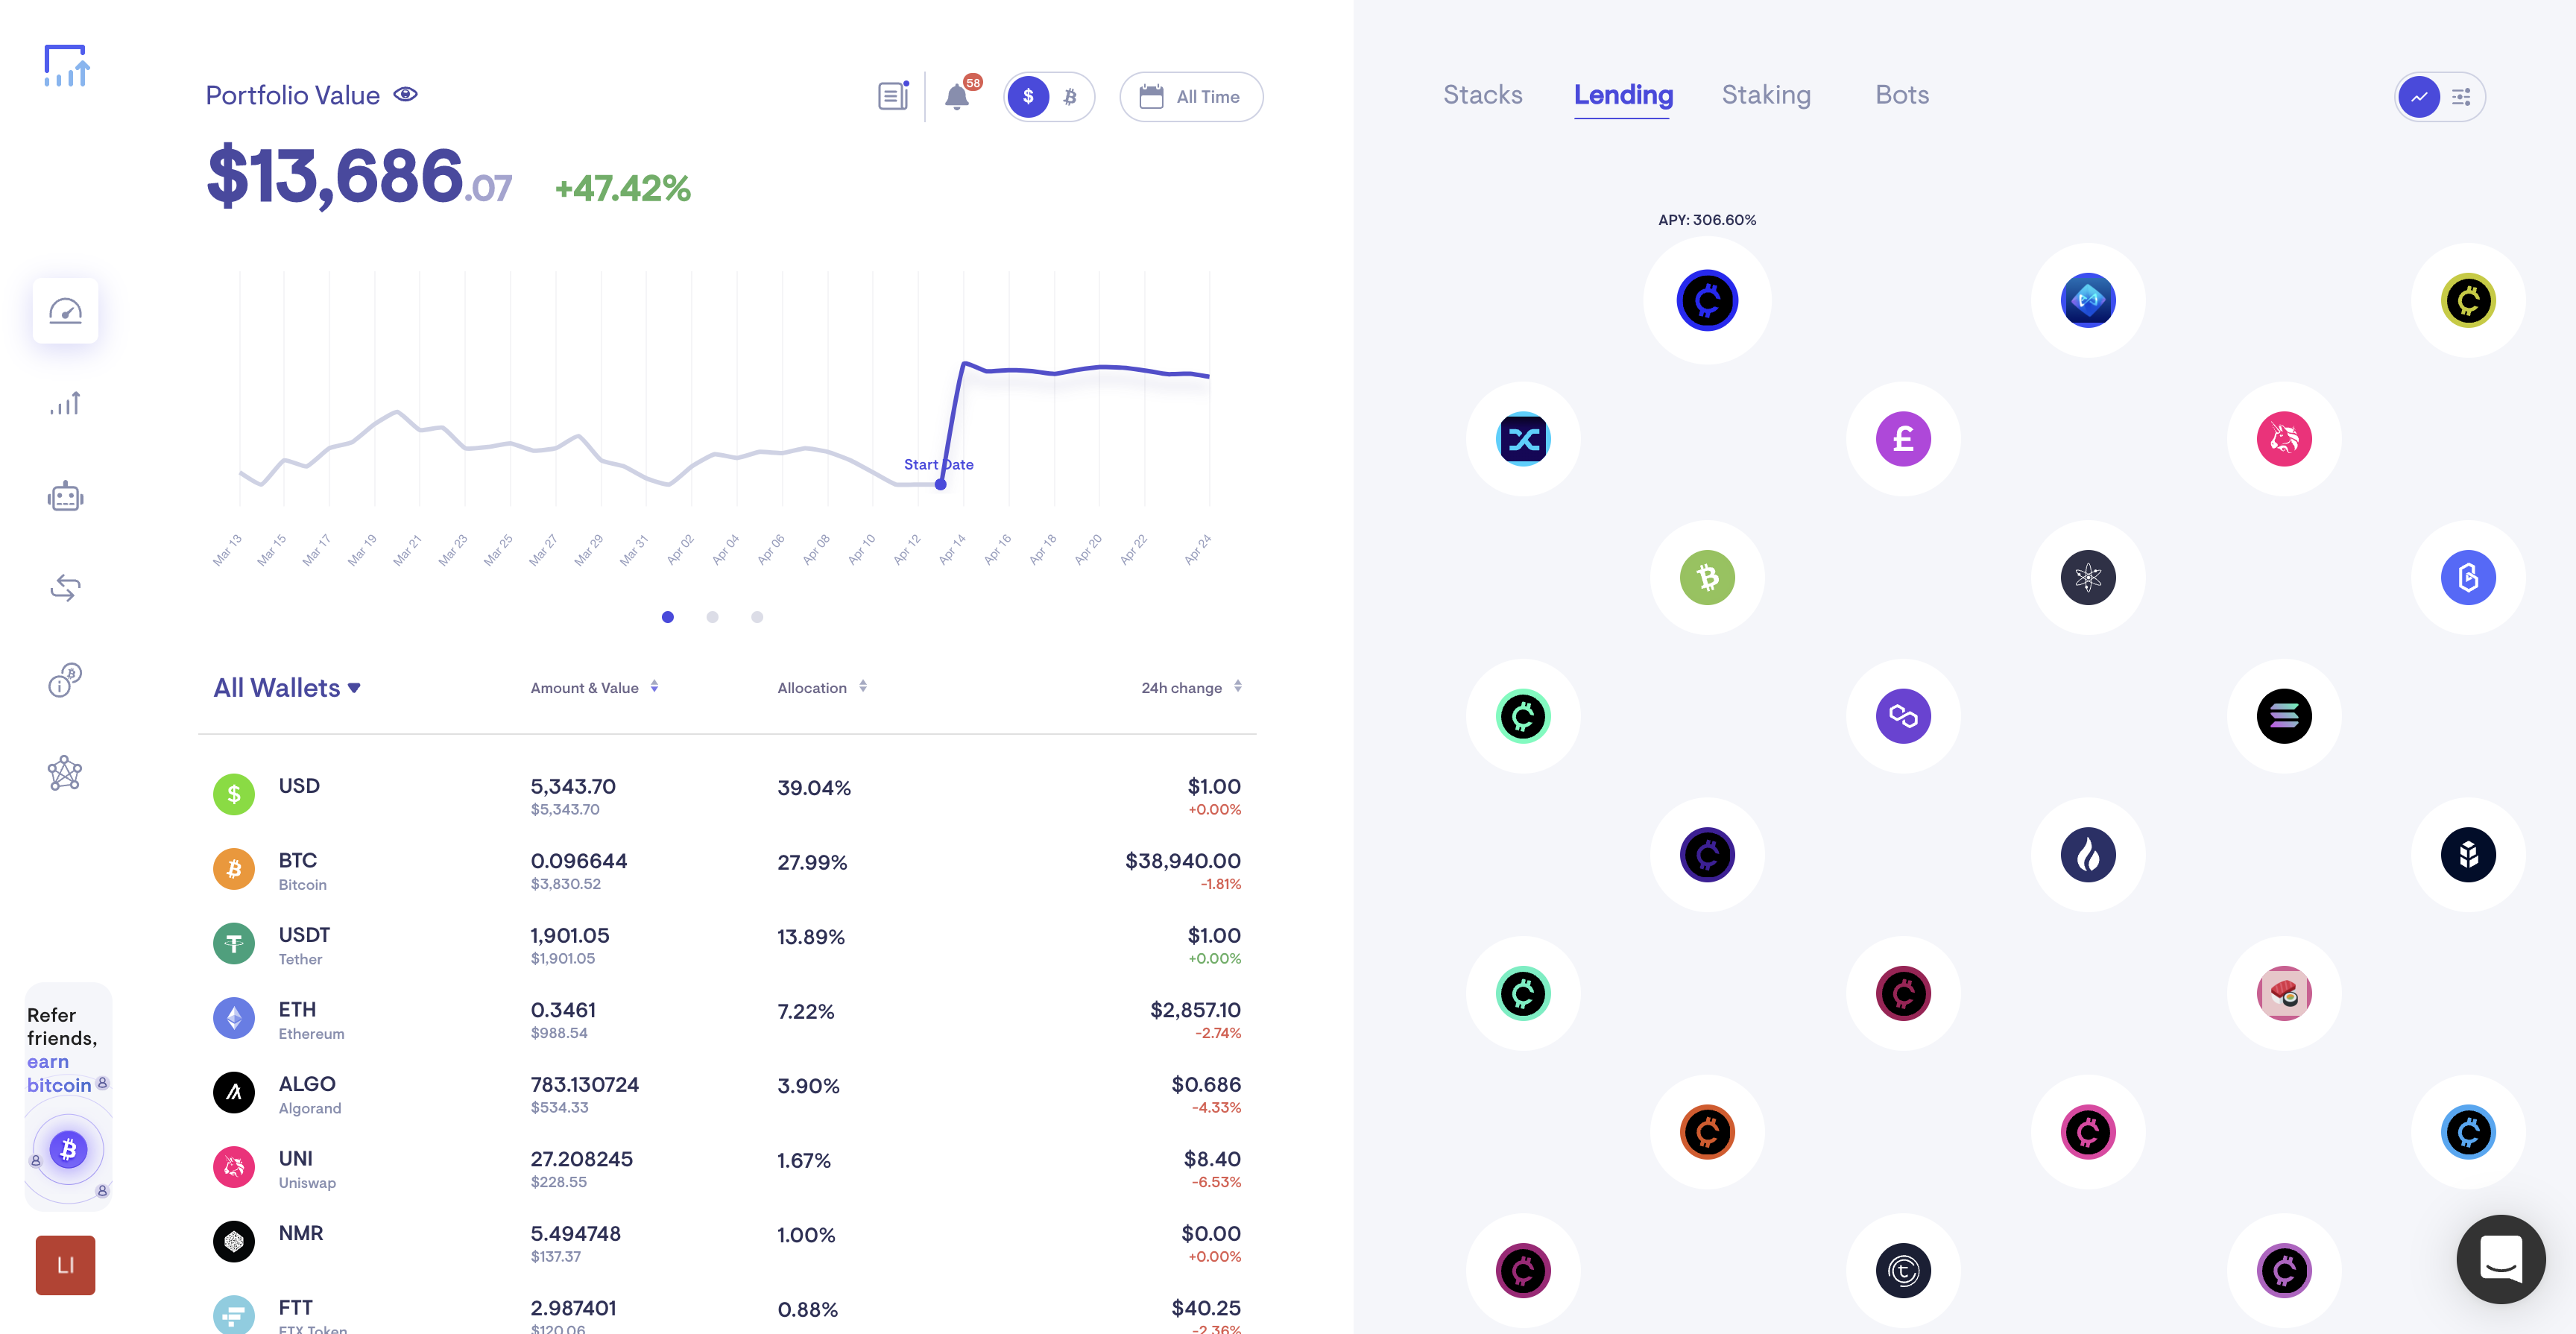 Portfolio Value
58
$
All Time
$13,686.07 +47.42%
Start Date
Mar 13 Mar 15 Mar 17 Mar 19 Mar 21 Mar 23 Mar 25 Mar 27 Mar 29 Mar 31 Apr 02 Apr 04 Apr 06 Apr 08 Apr 10 Apr 12 Apr 14 Apr 16 Apr 18 Apr 20 Apr 22 Apr 24
All Wallets Amount & Value Allocation 24h change
USD 5,343.70 39.04% $1.00
$5,343.70 +0.00%
BTC 0.096644 27.99% $38,940.00
Bitcoin $3,830.52 -1.81%
USDT 1,901.05 13.89% $1.00
Tether $1,901.05 +0.00%
ETH 0.3461 7.22% $2,857.10
Ethereum $988.54 -2.74%
ALGO 783.130724 3.90% $0.686
Algorand $534.33 -4.33%
UNI 27.208245 1.67% $8.40
Uniswap $228.55 -6.53%
NMR 5.494748 1.00% $0.00
$137.37 +0.00%
FTT 2.987401 0.88% $40.25
FTX Token $120.06 -2.36%
Refer
friends,
earn
bitcoin
LI
Stacks Lending Staking Bots
APY: 306.60%